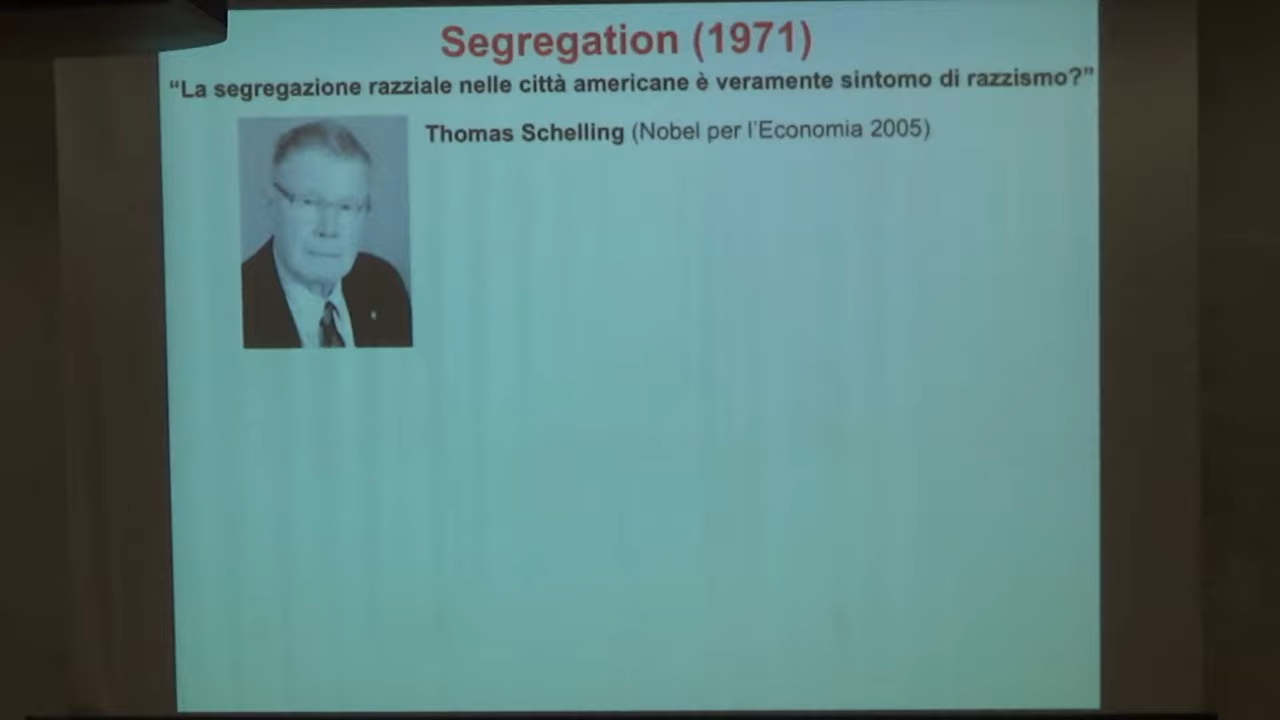 Segregation (1971)
“La segregazione razziale nelle città americane è veramente sintomo di razzismo?”
Thomas Schelling (Nobel per l’Economia 2005)